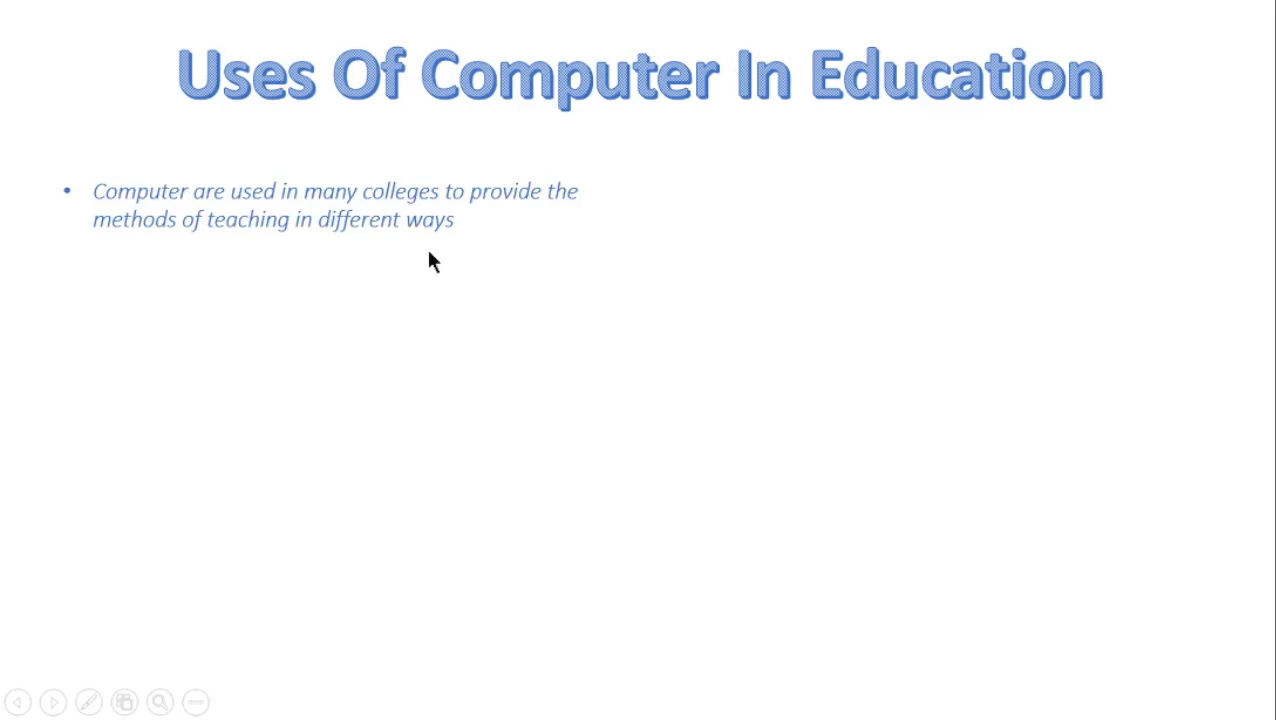 Uses Of Computer In Education
• Computer are used in many colleges to provide the
methods of teaching in different ways